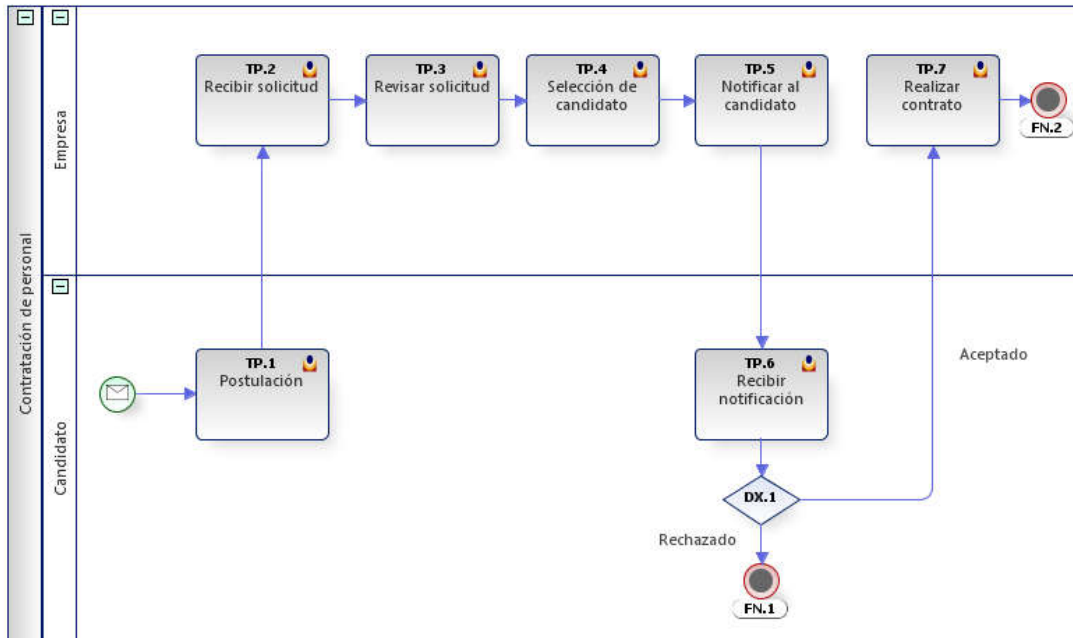 Contratación de personal
Empresa
TP.2
Recibir solicitud
TP.3
Revisar solicitud
TP.4
Selección de
candidato
TP.5
Notificar al
candidato
TP.7
Realizar
contrato
FN.2
Candidato
TP.1
Postulación
TP.6
Recibir
notificación
Aceptado
DX.1
Rechazado
FN.1